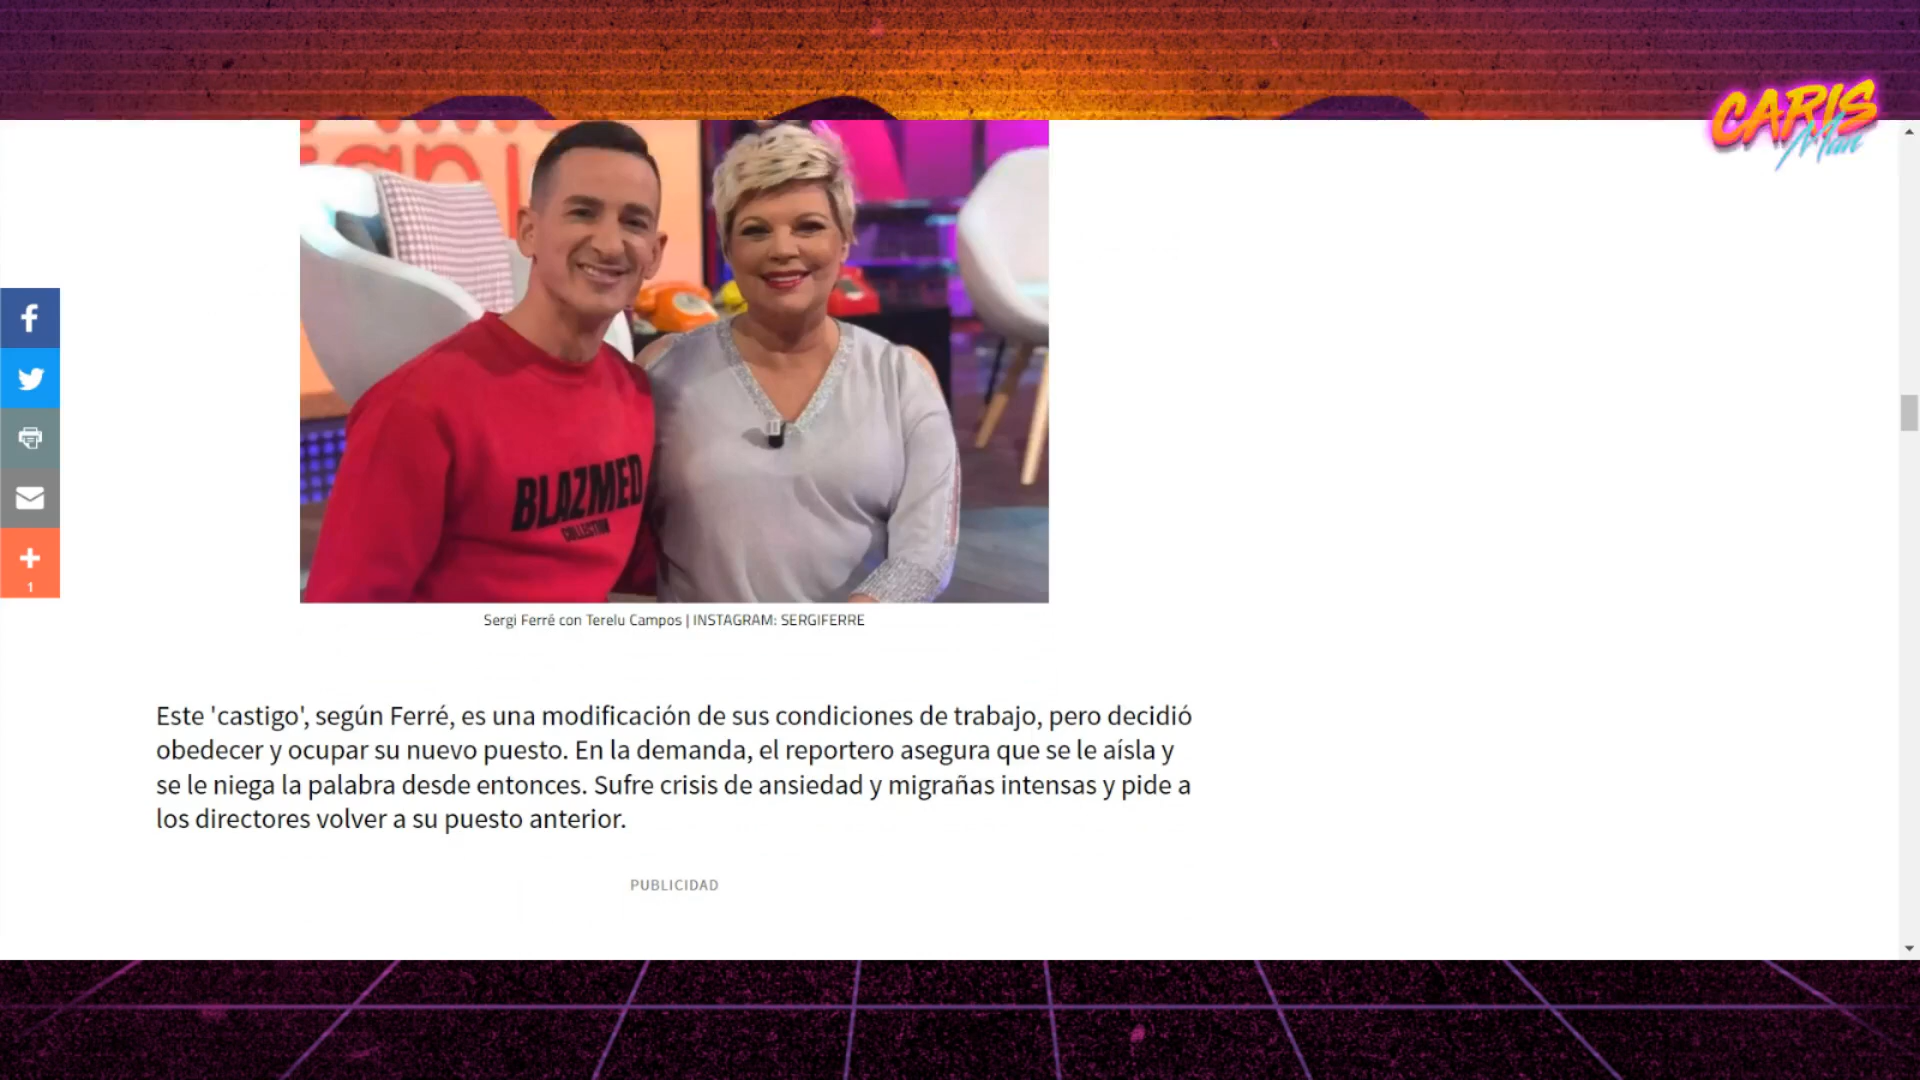 CARIS
Man
BLAZMED
COLLECTION
1
Sergi Ferré con Terelu Campos | INSTAGRAM: SERGIFERRE
Este 'castigo', según Ferré, es una modificación de sus condiciones de trabajo, pero decidió
obedecer y ocupar su nuevo puesto. En la demanda, el reportero asegura que se le aísla y
se le niega la palabra desde entonces. Sufre crisis de ansiedad y migrañas intensas y pide a
los directores volver a su puesto anterior.
PUBLICIDAD